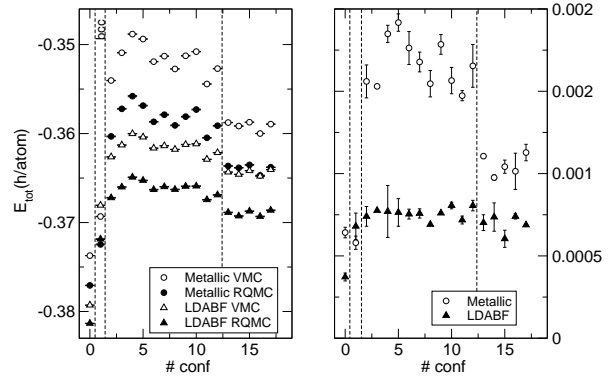 -0.35
-0.36
-0.37
-0.38
E_tot(h/atom)
bcc
Metallic VMC
Metallic RQMC
LDABF VMC
LDABF RQMC
0 5 10 15
# conf
Metallic
LDABF
0 5 10 15
# conf
0.002
0.002
0.001
0.0005
0